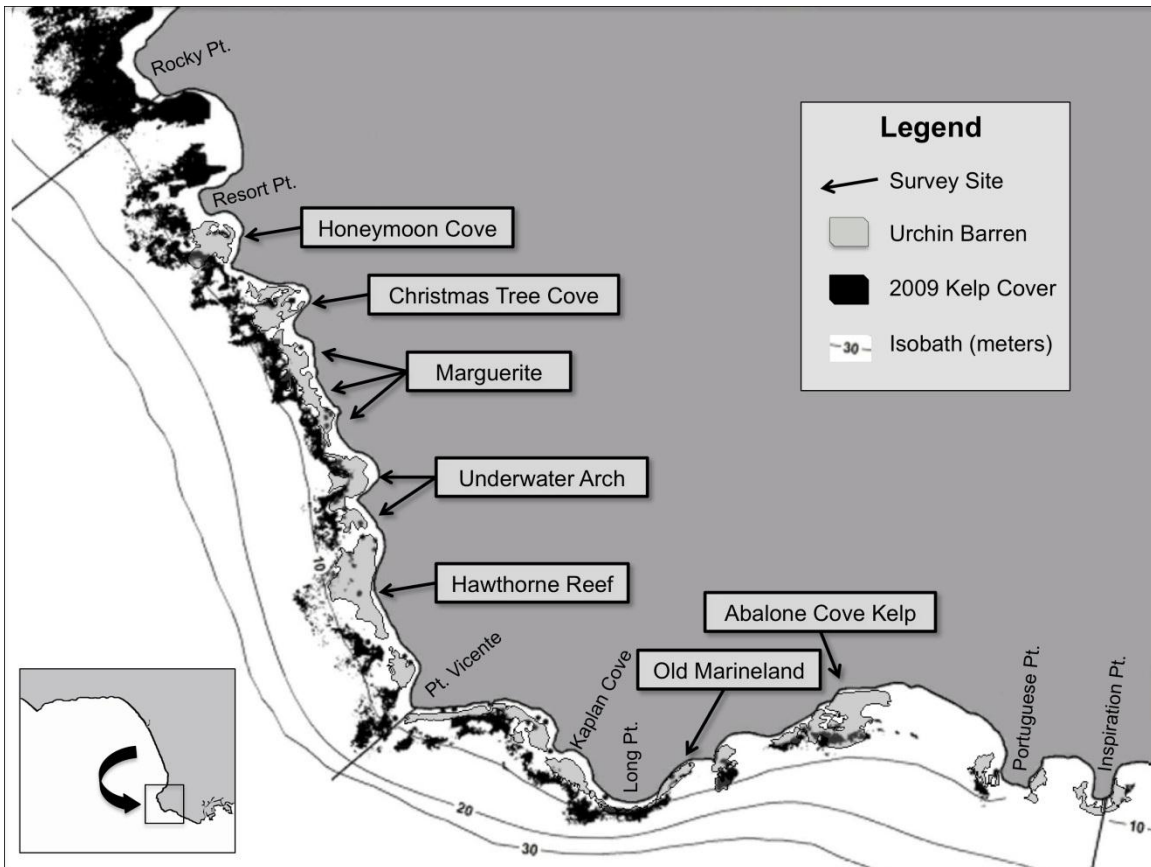 Rocky Pt.
Resort Pt.
Honeymoon Cove
Christmas Tree Cove
Marguerite
Underwater Arch
10
Hawthorne Reef
Pt. Vicente
Kaplan Cove
Long Pt.
Old Marineland
Abalone Cove Kelp
Portuguese Pt.
Inspiration Pt.
20
30
10
Legend
Survey Site
Urchin Barren
2009 Kelp Cover
30
Isobath (meters)